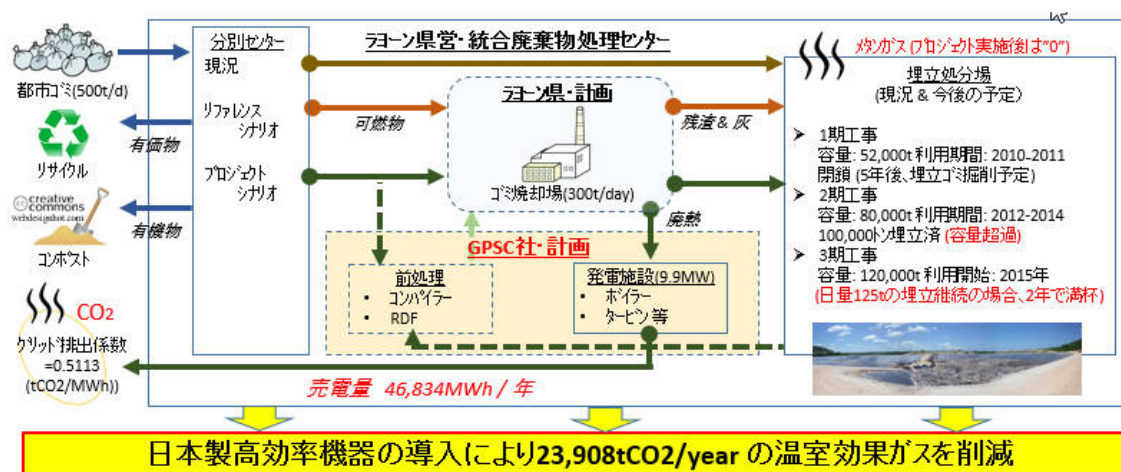 ラヨーン県営・統合廃棄物処理センター
都市ゴミ(500t/d)
有価物
リサイクル
creative
commons
webdesignshot.com
有機物
コンポスト
CO2
グリッド排出係数
=0.5113
(tCO2/MWh))
分別センター
現況
リファレンス
シナリオ
プロジェクト
シナリオ
可燃物
ラヨーン県・計画
ゴミ焼却場(300t/day)
残渣 & 灰
廃熱
GPSC社・計画
前処理
• コンパイラー
• RDF
発電施設(9.9MW)
• ボイラー
• タービン 等
売電量 46,834MWh / 年
メタンガス (プロジェクト実施後は"0")
埋立処分場
(現況 & 今後の予定)
➤ 1期工事
容量: 52,000t 利用期間: 2010-2011
閉鎖 (5年後、埋立ゴミ掘削予定)
➤ 2期工事
容量: 80,000t 利用期間: 2012-2014
100,000トン埋立済 (容量超過)
➤ 3期工事
容量: 120,000t 利用開始: 2015年
(日量125tの埋立継続の場合、2年で満杯)
日本製高効率機器の導入により23,908tCO2/year の温室効果ガスを削減